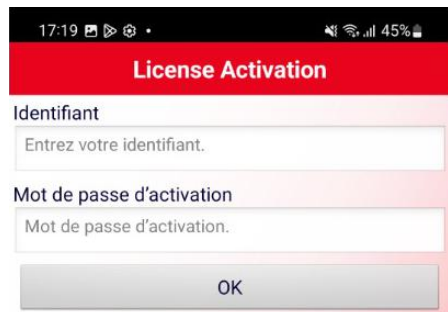 17:19 45%
License Activation
Identifiant
Entrez votre identifiant.
Mot de passe d'activation
Mot de passe d'activation.
OK